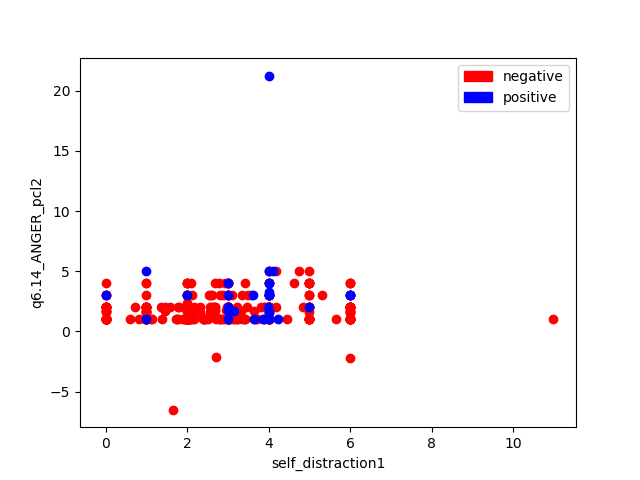 negative
positive
20
15
10
5
0
−5
q6.14_ANGER_pcl2
0 2 4 6 8 10
self_distraction1